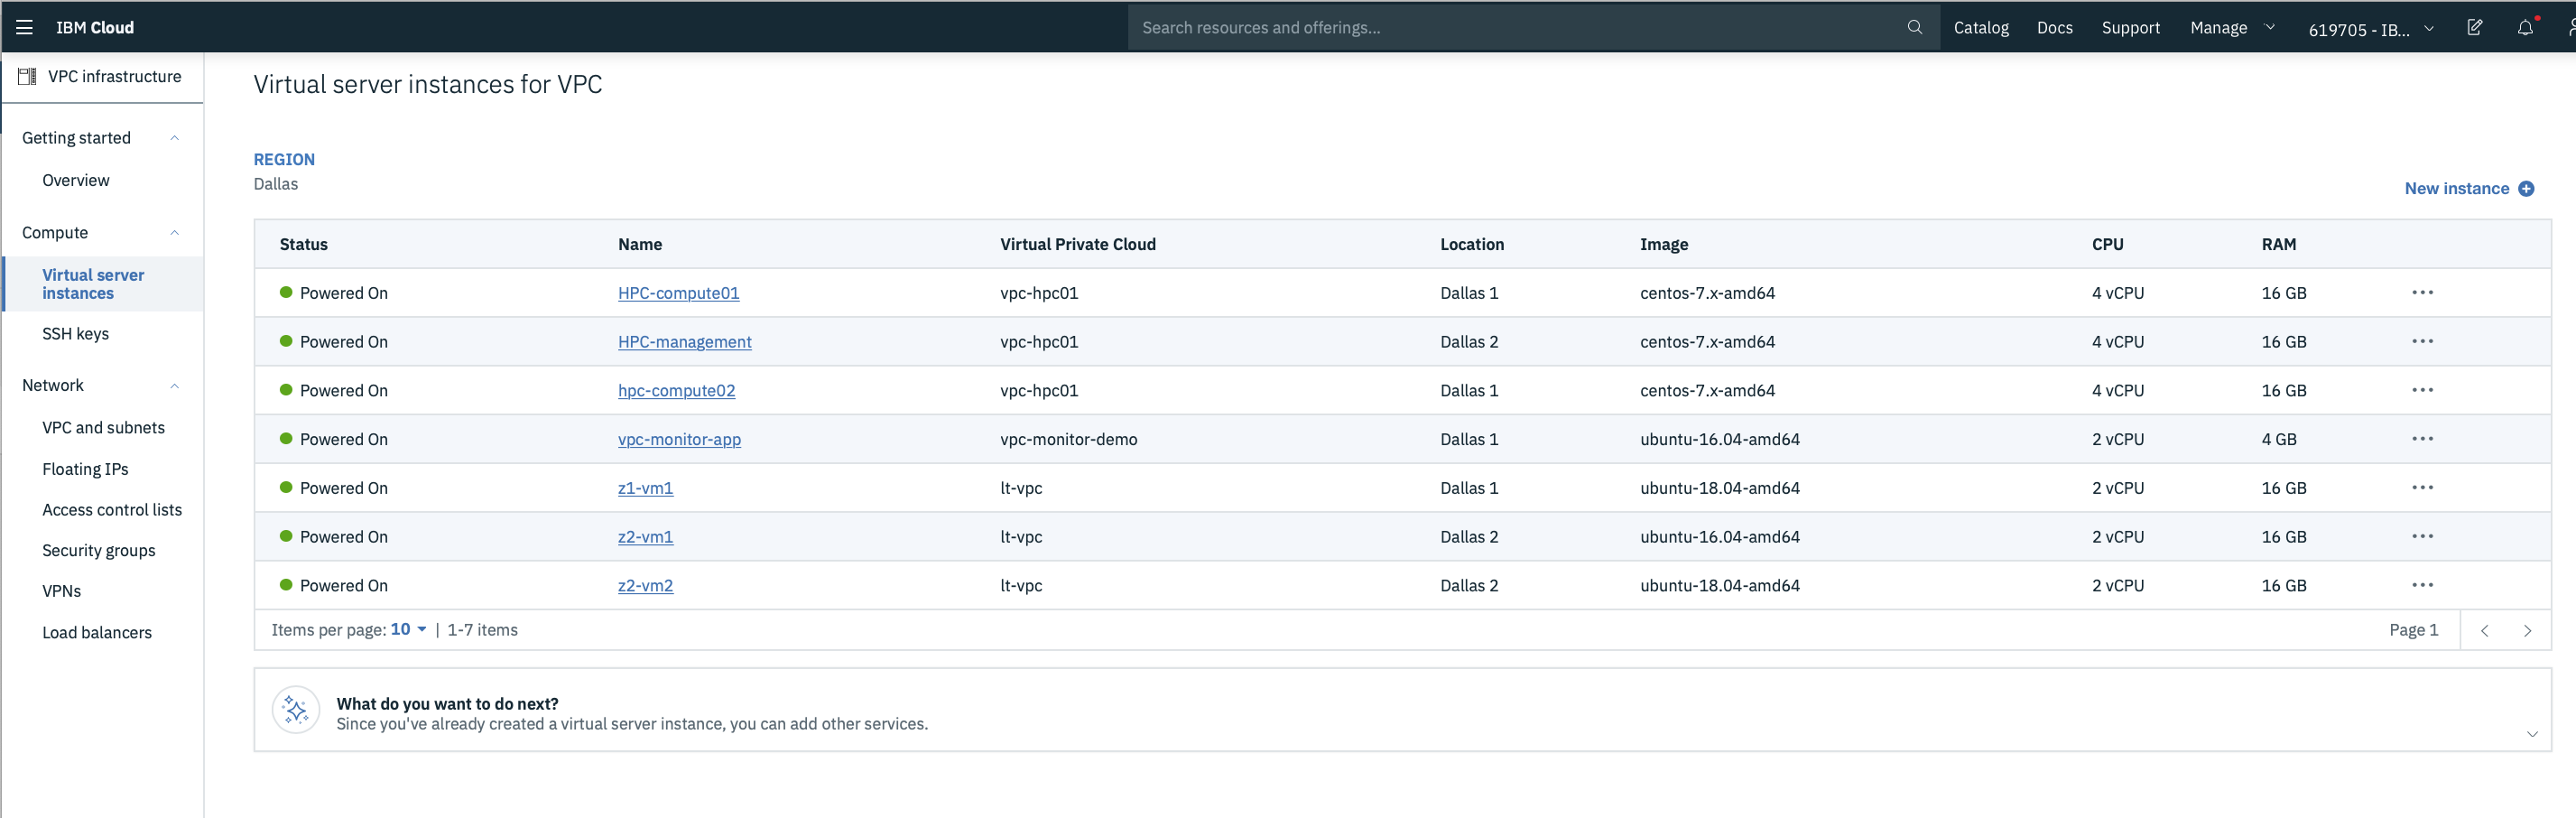 IBM Cloud
Search resources and offerings...
Catalog
Docs
Support
Manage
619705 - IB...
VPC infrastructure
Getting started
Overview
Compute
Virtual server
instances
SSH keys
Network
VPC and subnets
Floating IPs
Access control lists
Security groups
VPNs
Load balancers
Virtual server instances for VPC
REGION
Dallas
New instance
Status Name Virtual Private Cloud Location Image CPU RAM
Powered On HPC-compute01 vpc-hpc01 Dallas 1 centos-7.x-amd64 4 vCPU 16 GB
Powered On HPC-management vpc-hpc01 Dallas 2 centos-7.x-amd64 4 vCPU 16 GB
Powered On hpc-compute02 vpc-hpc01 Dallas 1 centos-7.x-amd64 4 vCPU 16 GB
Powered On vpc-monitor-app vpc-monitor-demo Dallas 1 ubuntu-16.04-amd64 2 vCPU 4 GB
Powered On z1-vm1 lt-vpc Dallas 1 ubuntu-18.04-amd64 2 vCPU 16 GB
Powered On z2-vm1 lt-vpc Dallas 2 ubuntu-16.04-amd64 2 vCPU 16 GB
Powered On z2-vm2 lt-vpc Dallas 2 ubuntu-18.04-amd64 2 vCPU 16 GB
Items per page: 10 | 1-7 items
Page 1
What do you want to do next?
Since you've already created a virtual server instance, you can add other services.